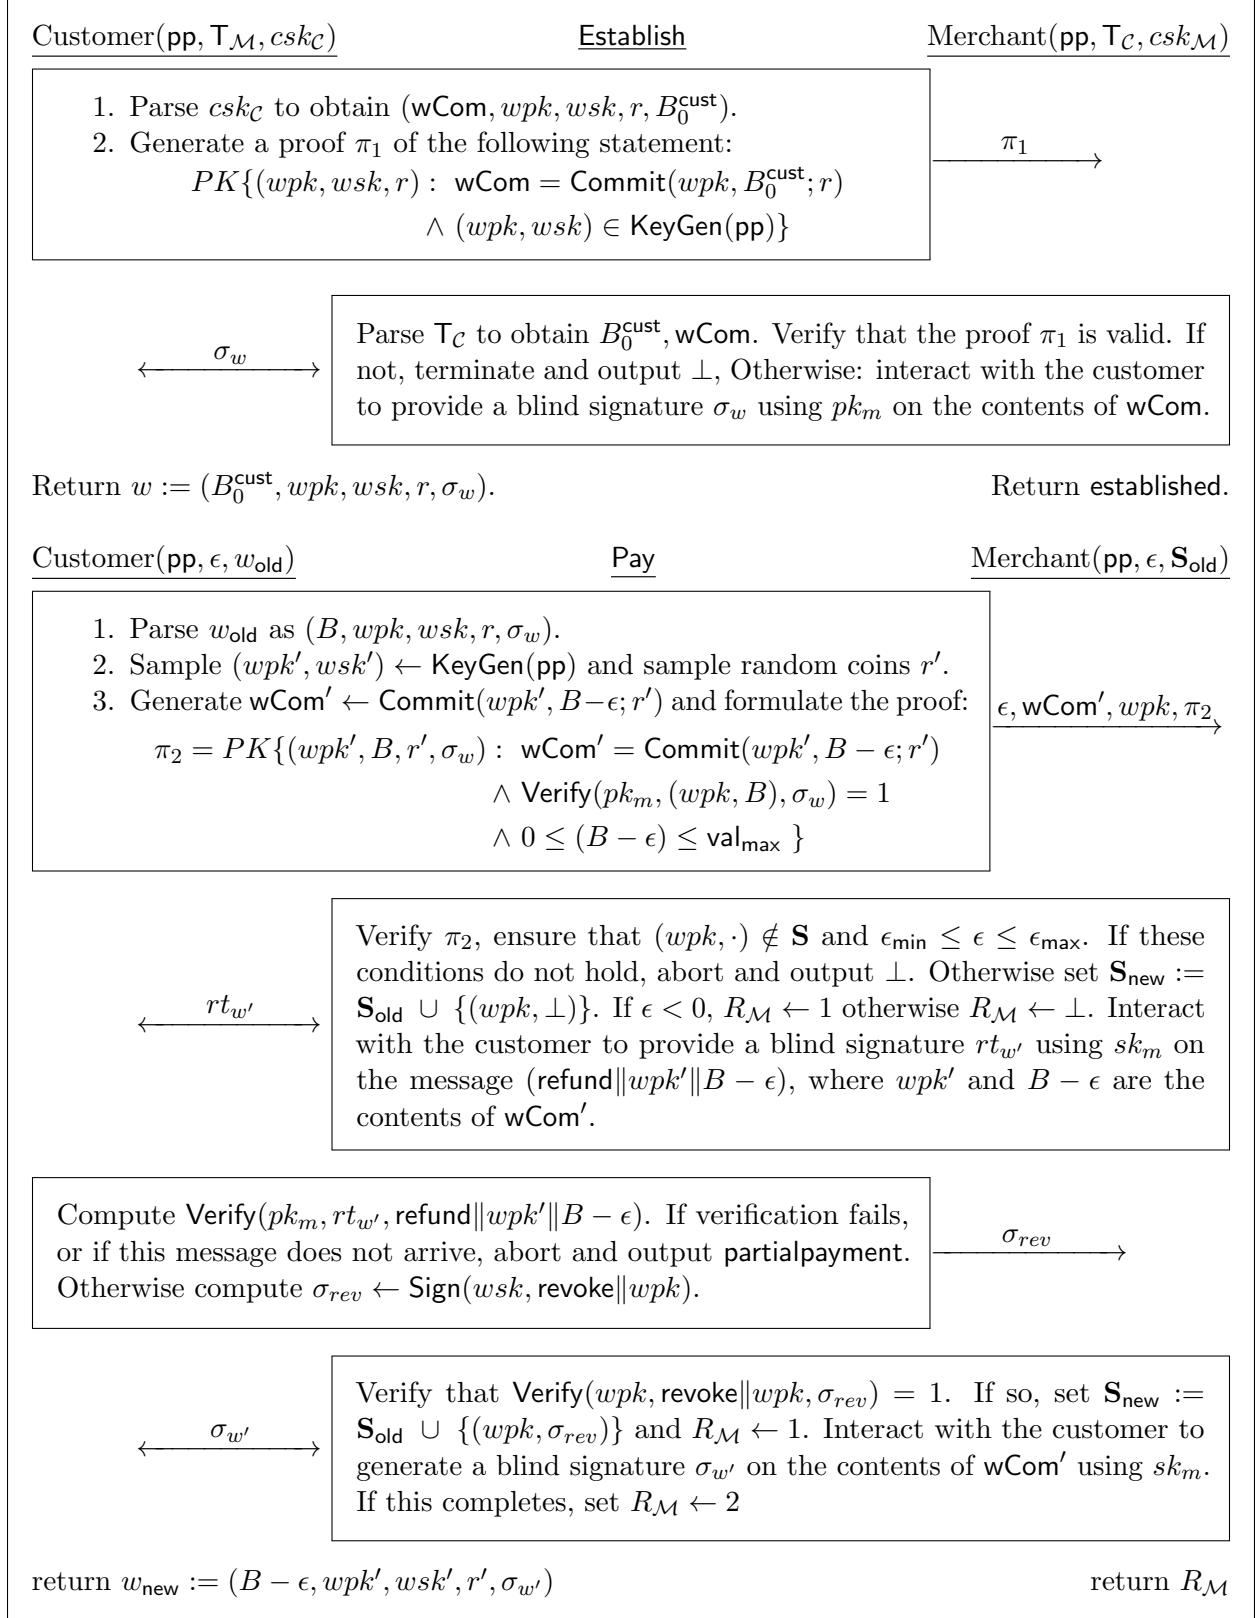 Customer(pp, T_M, csk_C) Establish Merchant(pp, T_C, csk_M)
1. Parse csk_C to obtain (wCom, wpk, wsk, r, B_0^cust).
2. Generate a proof π_1 of the following statement:
PK{(wpk, wsk, r) : wCom = Commit(wpk, B_0^cust; r)
∧ (wpk, wsk) ∈ KeyGen(pp)}
π_1
Parse T_C to obtain B_0^cust, wCom. Verify that the proof π_1 is valid. If
not, terminate and output ⊥, Otherwise: interact with the customer
to provide a blind signature σ_w using pk_m on the contents of wCom.
σ_w
Return w := (B_0^cust, wpk, wsk, r, σ_w). Return established.
Customer(pp, ϵ, w_old) Pay Merchant(pp, ϵ, S_old)
1. Parse w_old as (B, wpk, wsk, r, σ_w).
2. Sample (wpk′, wsk′) ← KeyGen(pp) and sample random coins r′.
3. Generate wCom′ ← Commit(wpk′, B−ϵ; r′) and formulate the proof:
π_2 = PK{(wpk′, B, r′, σ_w) : wCom′ = Commit(wpk′, B − ϵ; r′)
∧ Verify(pk_m, (wpk, B), σ_w) = 1
∧ 0 ≤ (B − ϵ) ≤ val_max }
ϵ, wCom′, wpk, π_2
Verify π_2, ensure that (wpk, ·) ∉ S and ϵ_min ≤ ϵ ≤ ϵ_max. If these
conditions do not hold, abort and output ⊥. Otherwise set S_new :=
S_old ∪ {(wpk, ⊥)}. If ϵ < 0, R_M ← 1 otherwise R_M ← ⊥. Interact
with the customer to provide a blind signature rt_w′ using sk_m on
the message (refund‖wpk′‖B − ϵ), where wpk′ and B − ϵ are the
contents of wCom′.
rt_w′
Compute Verify(pk_m, rt_w′, refund‖wpk′‖B − ϵ). If verification fails,
or if this message does not arrive, abort and output partialpayment.
Otherwise compute σ_rev ← Sign(wsk, revoke‖wpk).
σ_rev
Verify that Verify(wpk, revoke‖wpk, σ_rev) = 1. If so, set S_new :=
S_old ∪ {(wpk, σ_rev)} and R_M ← 1. Interact with the customer to
generate a blind signature σ_w′ on the contents of wCom′ using sk_m.
If this completes, set R_M ← 2
σ_w′
return w_new := (B − ϵ, wpk′, wsk′, r′, σ_w′) return R_M